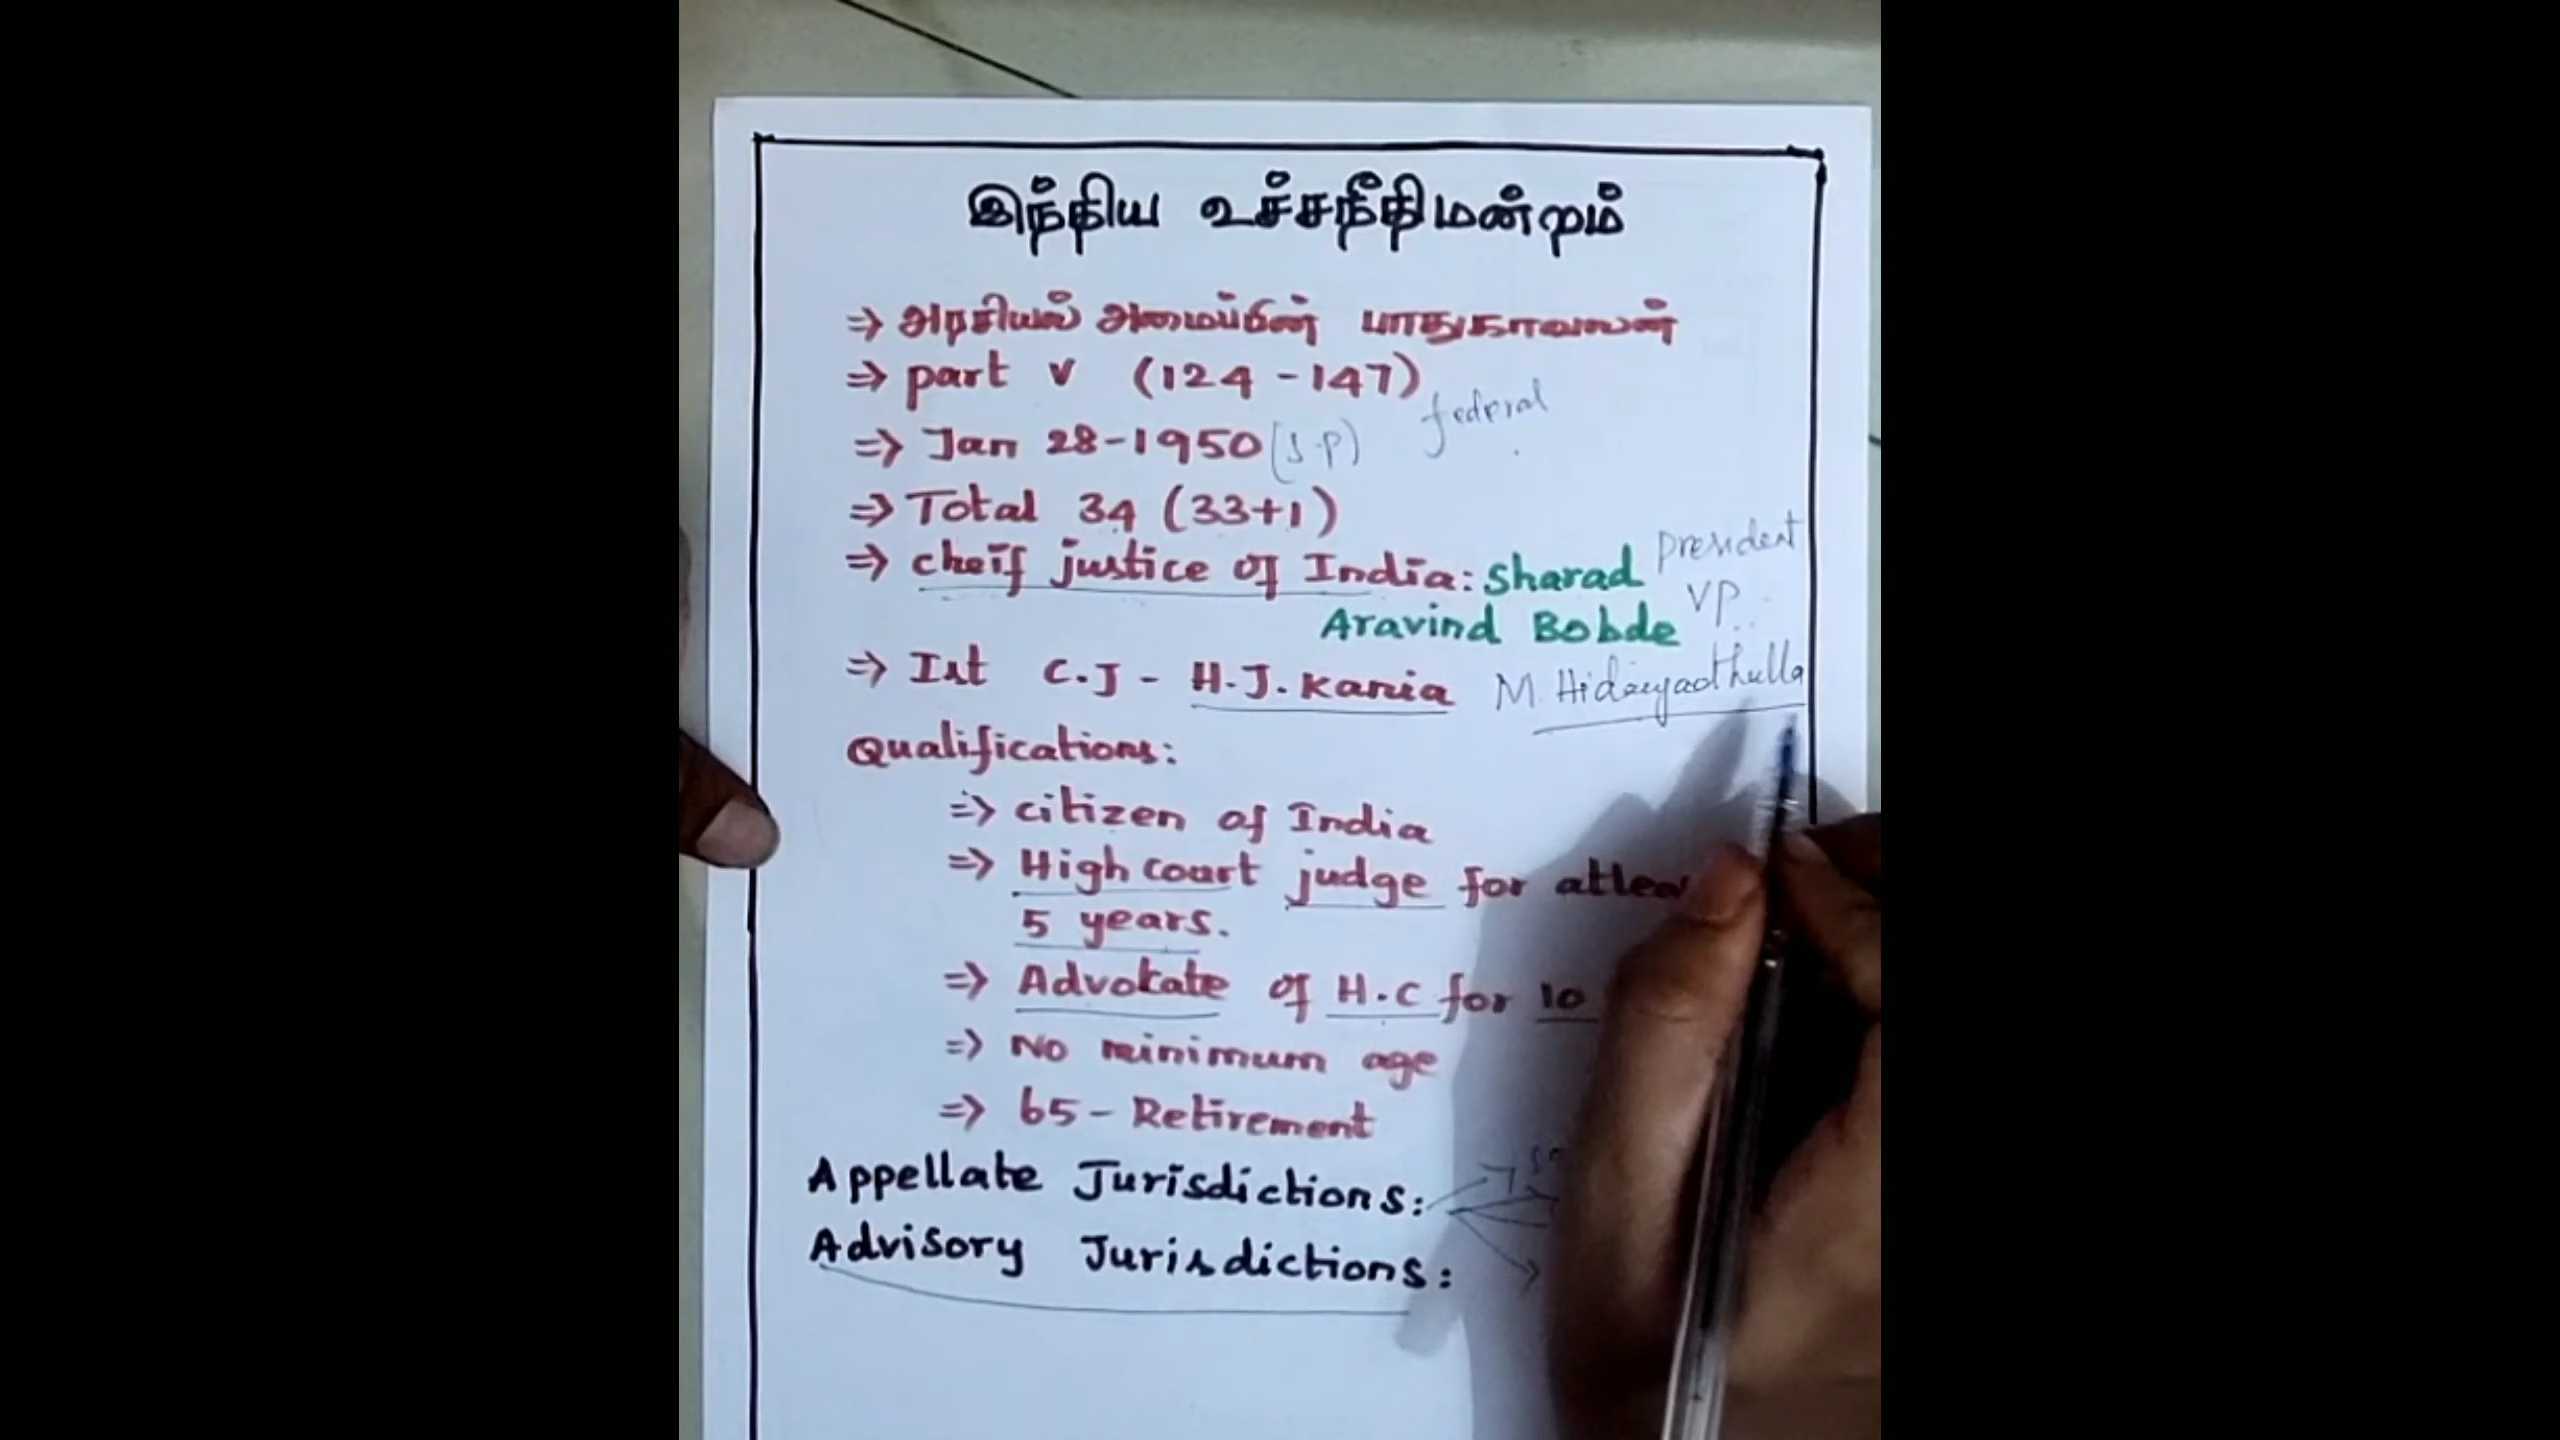 இந்திய உச்சநீதிமன்றம்
=> அரசியல் அமைப்பின் பாதுகாவலன்
=> part V (124 - 147)
federal
=> Jan 28-1950 (S.P)
=> Total 34 (33+1)
president
=> cheif justice of India: Sharad
VP
Aravind Bobde
=> Ist C.J - H.J. Kania M. Hidaiyaothulla
Qualifications:
=> citizen of India
=> High court judge for atlea
5 years.
=> Advokate of H.C for 10
=> No minimum age
=> 65 - Retirement
Appellate Jurisdictions:
Advisory Jurisdictions: